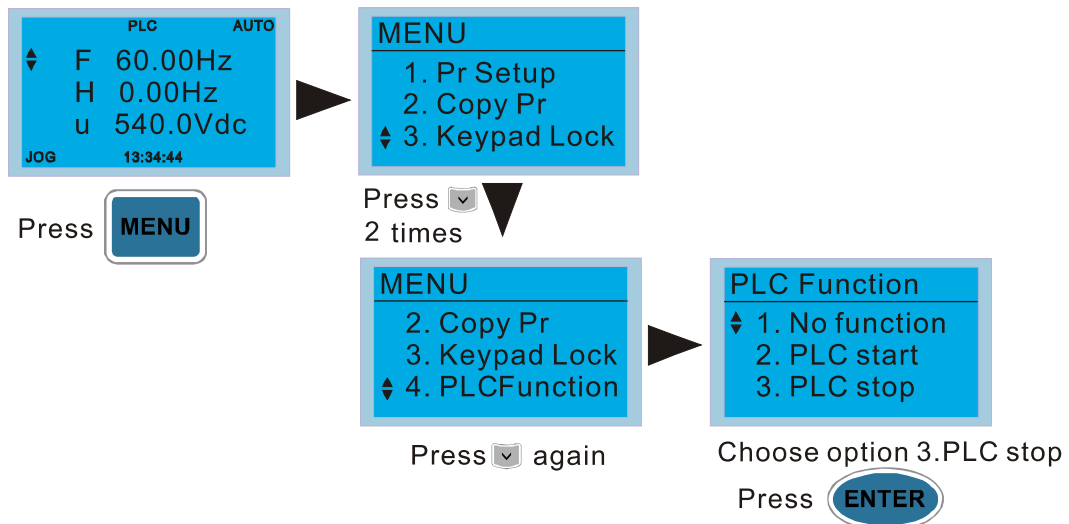 PLC AUTO
F 60.00Hz
H 0.00Hz
u 540.0Vdc
JOG 13:34:44
Press MENU
MENU
1. Pr Setup
2. Copy Pr
3. Keypad Lock
Press
2 times
MENU
2. Copy Pr
3. Keypad Lock
4. PLCFunction
Press again
PLC Function
1. No function
2. PLC start
3. PLC stop
Choose option 3.PLC stop
Press ENTER